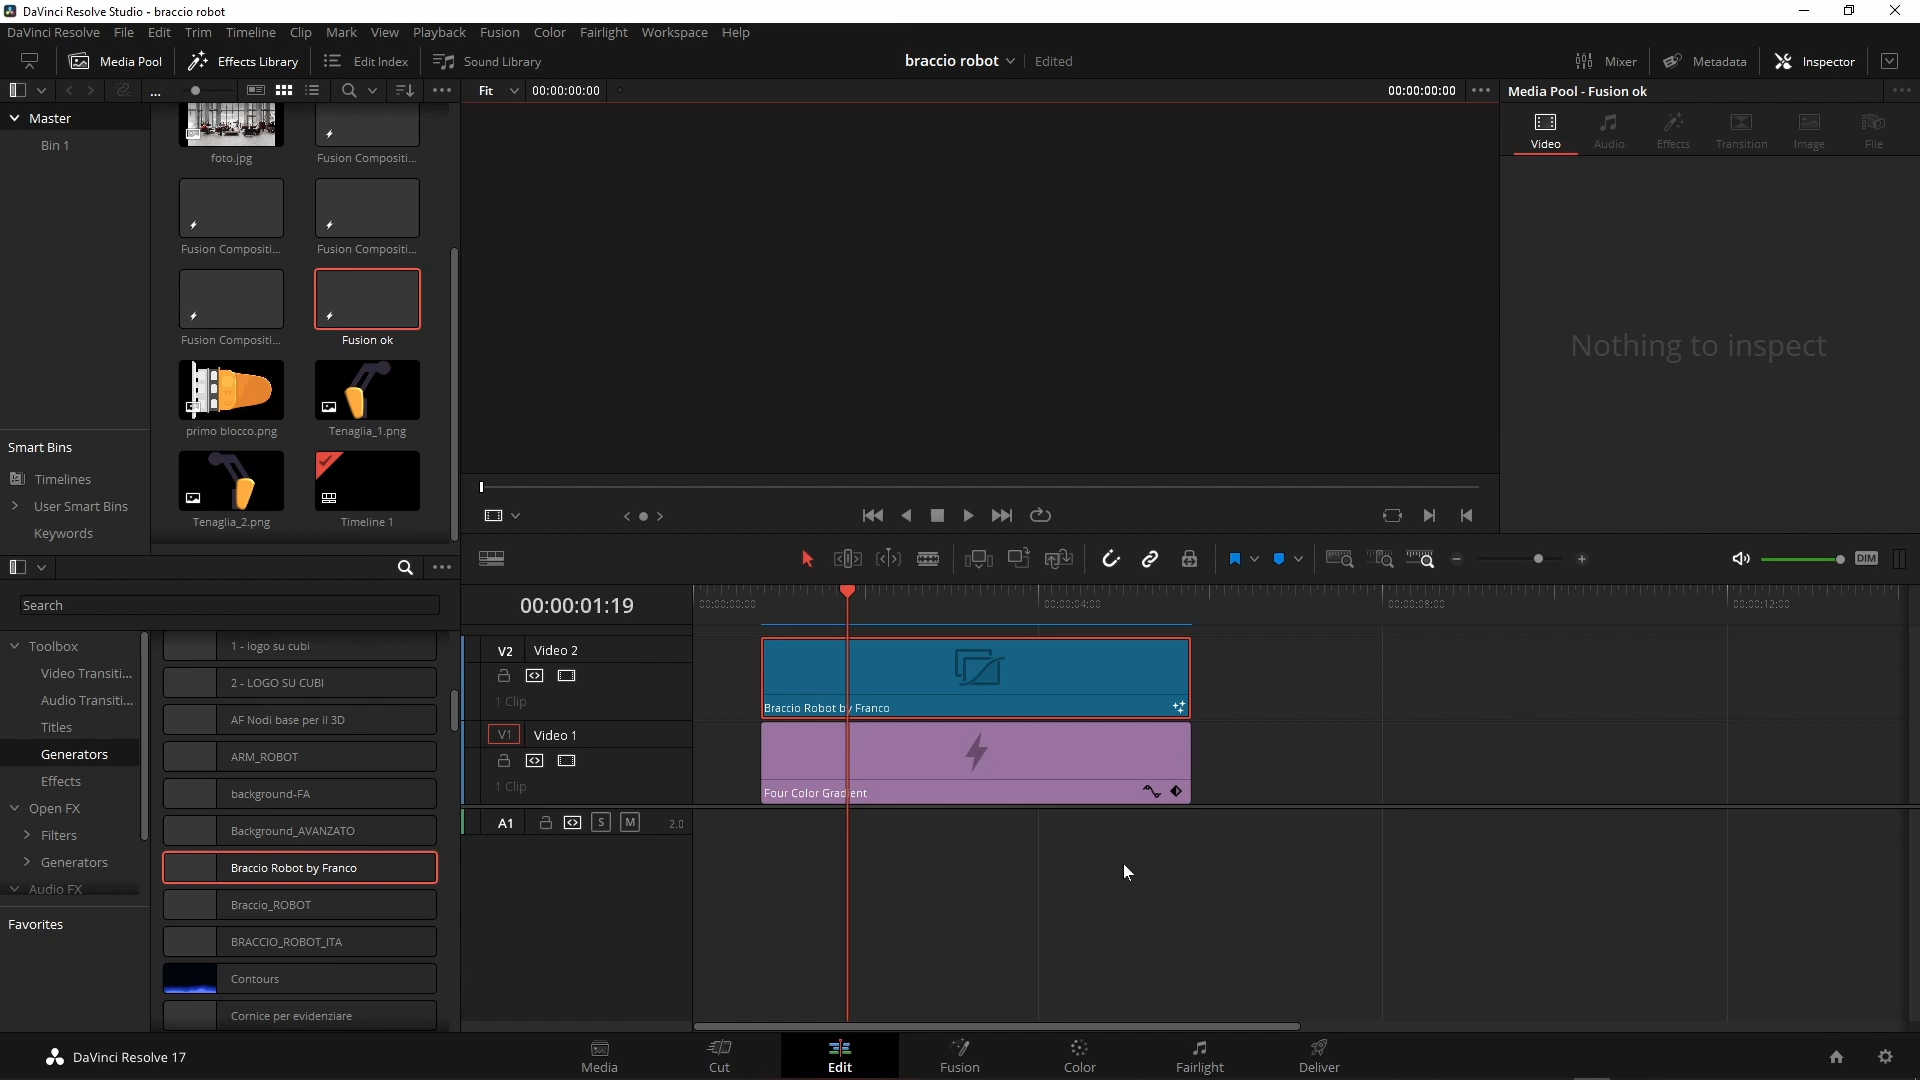 DaVinci Resolve Studio - braccio robot
DaVinci Resolve File Edit Trim Timeline Clip Mark View Playback Fusion Color Fairlight Workspace Help
Media Pool Effects Library Edit Index Sound Library braccio robot Edited Mixer Metadata Inspector
... Fit 00:00:00:00 00:00:00:00 Media Pool - Fusion ok
Master
Bin 1
Video Audio Effects Transition Image File
foto.jpg Fusion Compositi...
Fusion Compositi... Fusion Compositi...
Fusion Compositi... Fusion ok
Nothing to inspect
primo blocco.png Tenaglia_1.png
Smart Bins
Timelines
User Smart Bins
Keywords
Tenaglia_2.png Timeline 1
DIM
Search
00:00:01:19 00:00:00:00 00:00:04:00 00:00:08:00 00:00:12:00
Toolbox
Video Transiti...
Audio Transiti...
Titles
Generators
Effects
Open FX
Filters
Generators
Audio FX
Favorites
1 - logo su cubi
2 - LOGO SU CUBI
AF Nodi base per il 3D
ARM_ROBOT
background-FA
Background_AVANZATO
Braccio Robot by Franco
Braccio_ROBOT
BRACCIO_ROBOT_ITA
Contours
Cornice per evidenziare
V2 Video 2
1 Clip
Braccio Robot by Franco
V1 Video 1
1 Clip
Four Color Gradient
A1 S M 2.0
DaVinci Resolve 17
Media Cut Edit Fusion Color Fairlight Deliver